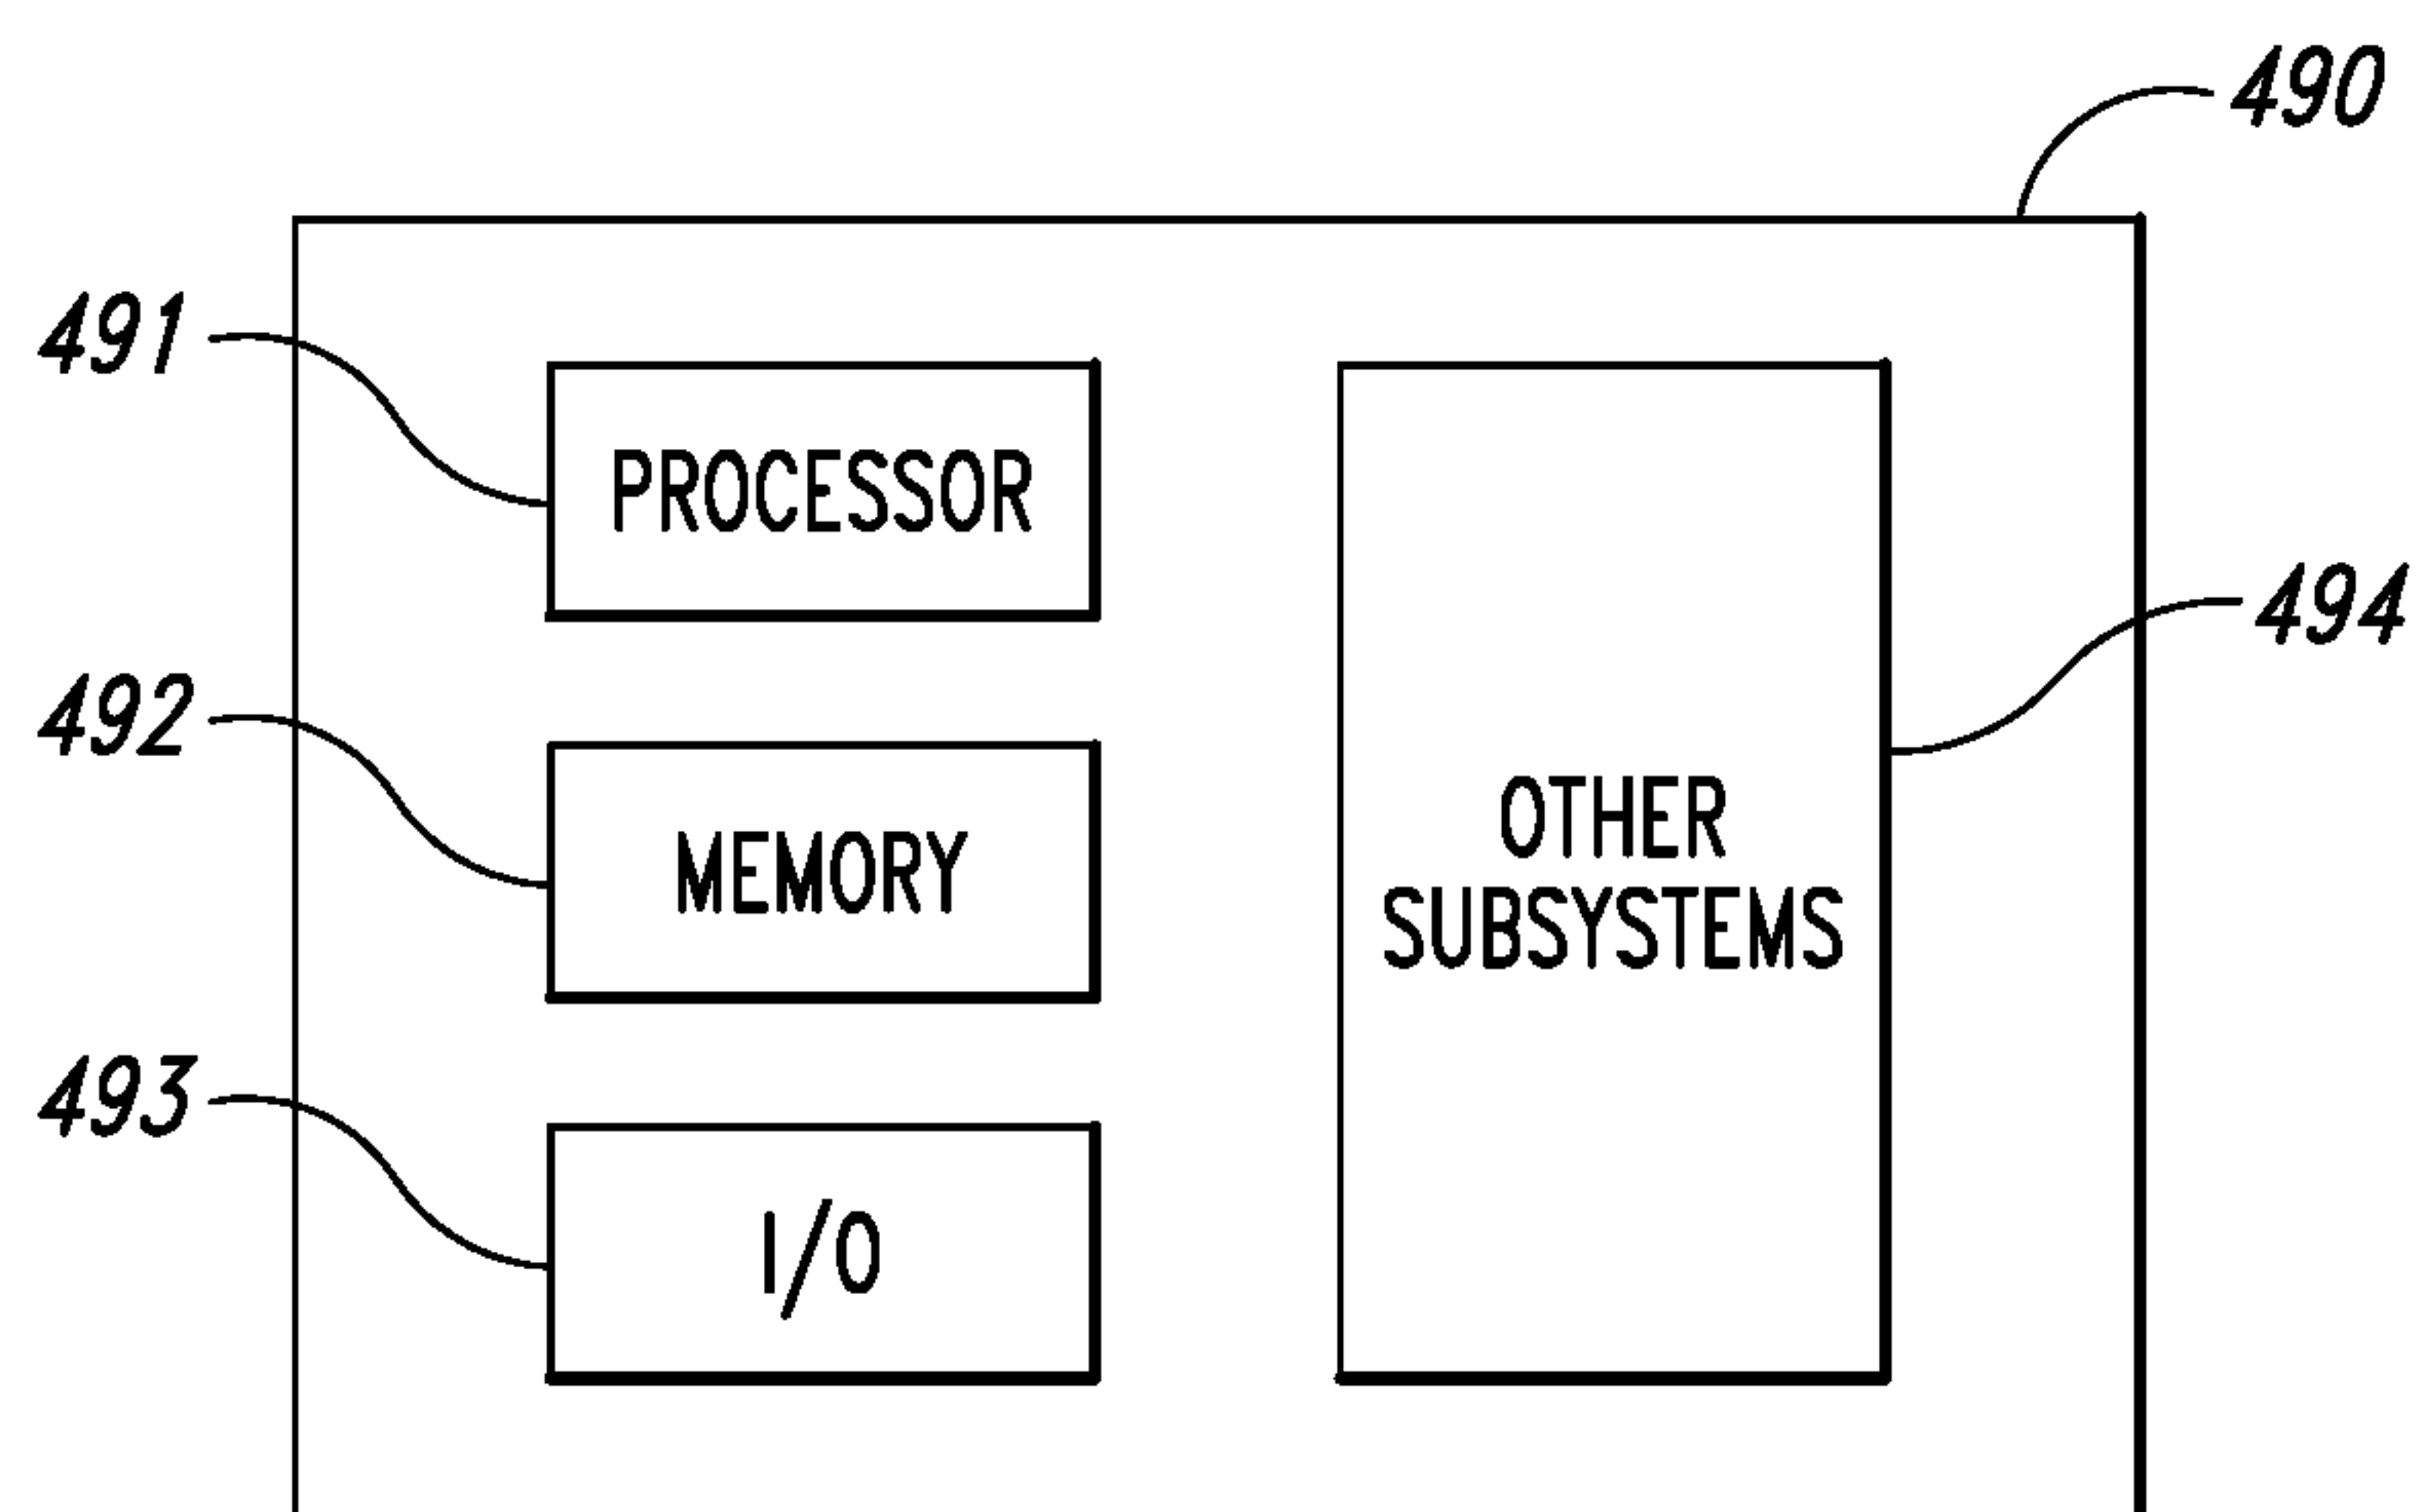 490
491
PROCESSOR
494
492
MEMORY
OTHER
SUBSYSTEMS
493
I/O